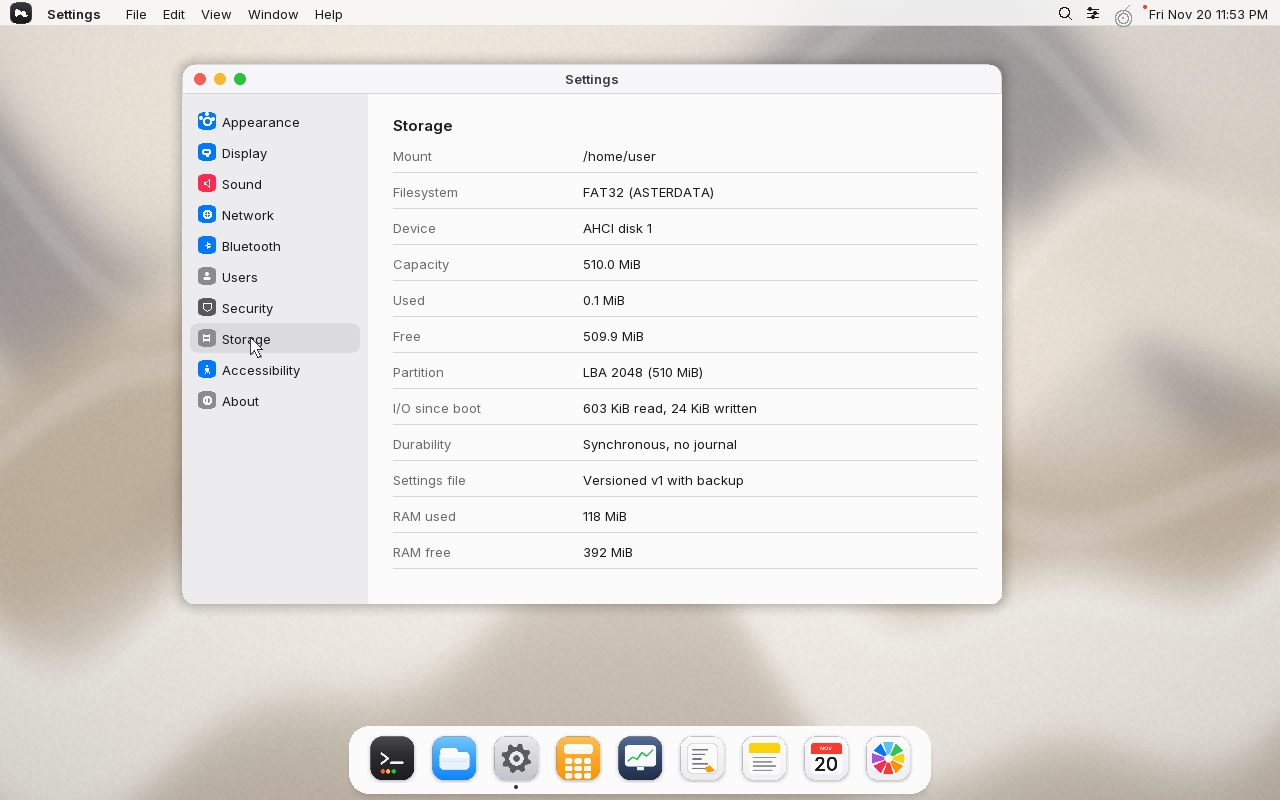 Settings File Edit View Window Help Fri Nov 20 11:53 PM
Settings
Appearance
Display
Sound
Network
Bluetooth
Users
Security
Storage
Accessibility
About
Storage
Mount /home/user
Filesystem FAT32 (ASTERDATA)
Device AHCI disk 1
Capacity 510.0 MiB
Used 0.1 MiB
Free 509.9 MiB
Partition LBA 2048 (510 MiB)
I/O since boot 603 KiB read, 24 KiB written
Durability Synchronous, no journal
Settings file Versioned v1 with backup
RAM used 118 MiB
RAM free 392 MiB
NOV
20